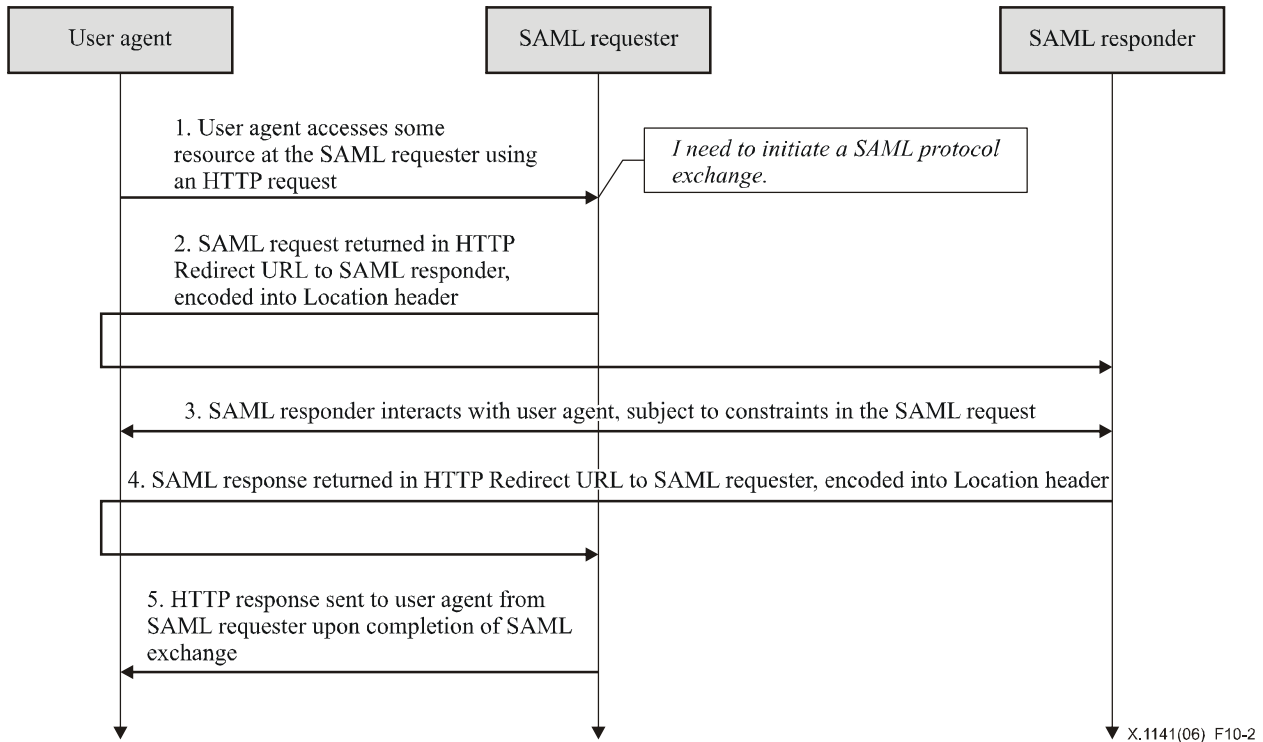 User agent
SAML requester
SAML responder
1. User agent accesses some
resource at the SAML requester using
an HTTP request
I need to initiate a SAML protocol
exchange.
2. SAML request returned in HTTP
Redirect URL to SAML responder,
encoded into Location header
3. SAML responder interacts with user agent, subject to constraints in the SAML request
4. SAML response returned in HTTP Redirect URL to SAML requester, encoded into Location header
5. HTTP response sent to user agent from
SAML requester upon completion of SAML
exchange
X.1141(06) F10-2